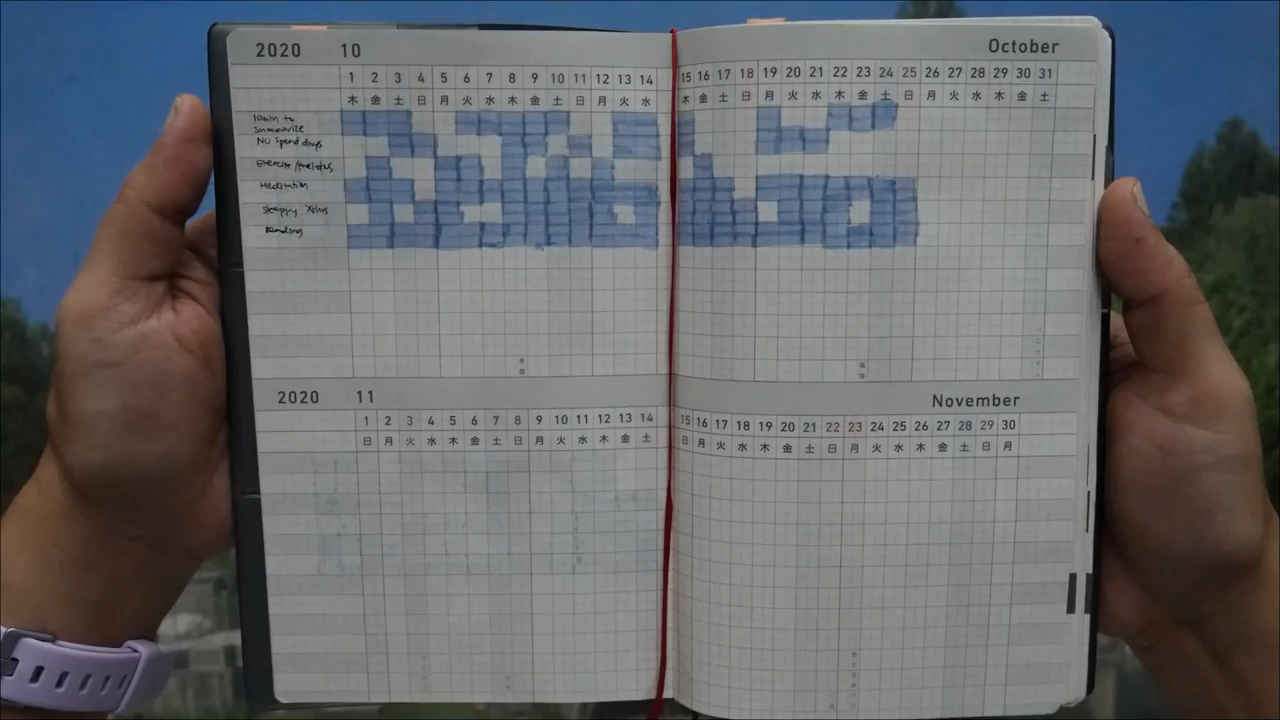 2020 10 October
1 2 3 4 5 6 7 8 9 10 11 12 13 14 15 16 17 18 19 20 21 22 23 24 25 26 27 28 29 30 31
木 金 土 日 月 火 水 木 金 土 日 月 火 水 木 金 土 日 月 火 水 木 金 土 日 月 火 水 木 金 土
10min to
summarize
NO Spend days
Exercise
Meditation
Sleeping
Reading
2020 11 November
1 2 3 4 5 6 7 8 9 10 11 12 13 14 15 16 17 18 19 20 21 22 23 24 25 26 27 28 29 30
日 月 火 水 木 金 土 日 月 火 水 木 金 土 日 月 火 水 木 金 土 日 月 火 水 木 金 土 日 月